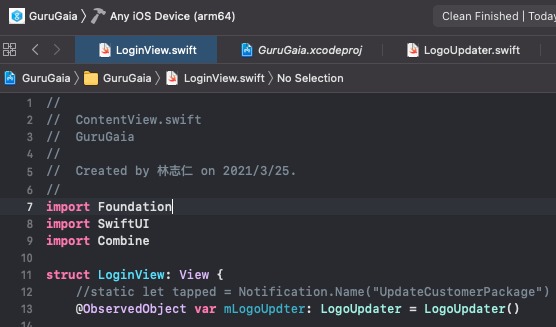 GuruGaia 〉 Any iOS Device (arm64)
Clean Finished | Today
LoginView.swift
GuruGaia.xcodeproj
LogoUpdater.swift
GuruGaia 〉 GuruGaia 〉 LoginView.swift 〉 No Selection
1 //
2 //  ContentView.swift
3 //  GuruGaia
4 //
5 //  Created by 林志仁 on 2021/3/25.
6 //
7 import Foundation
8 import SwiftUI
9 import Combine
10
11 struct LoginView: View {
12     //static let tapped = Notification.Name("UpdateCustomerPackage")
13     @ObservedObject var mLogoUpdter: LogoUpdater = LogoUpdater()